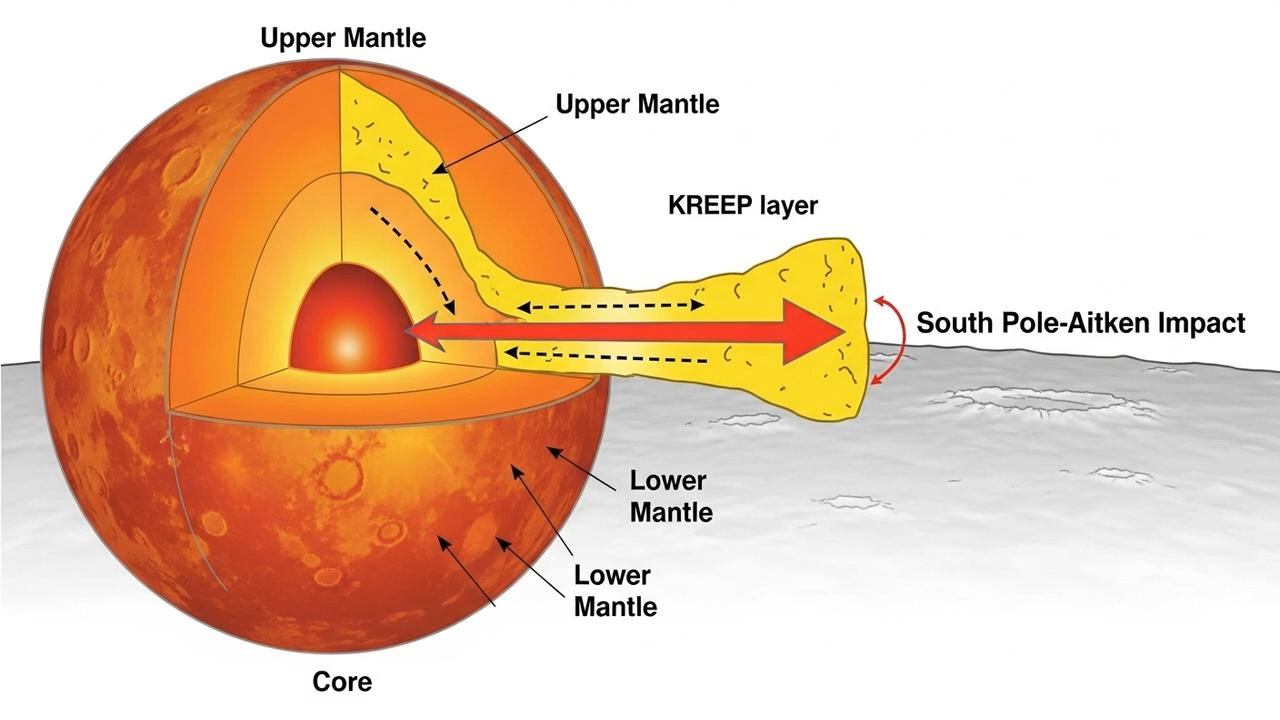 Upper Mantle
Upper Mantle
KREEP layer
South Pole-Aitken Impact
Lower
Mantle
Lower
Mantle
Core